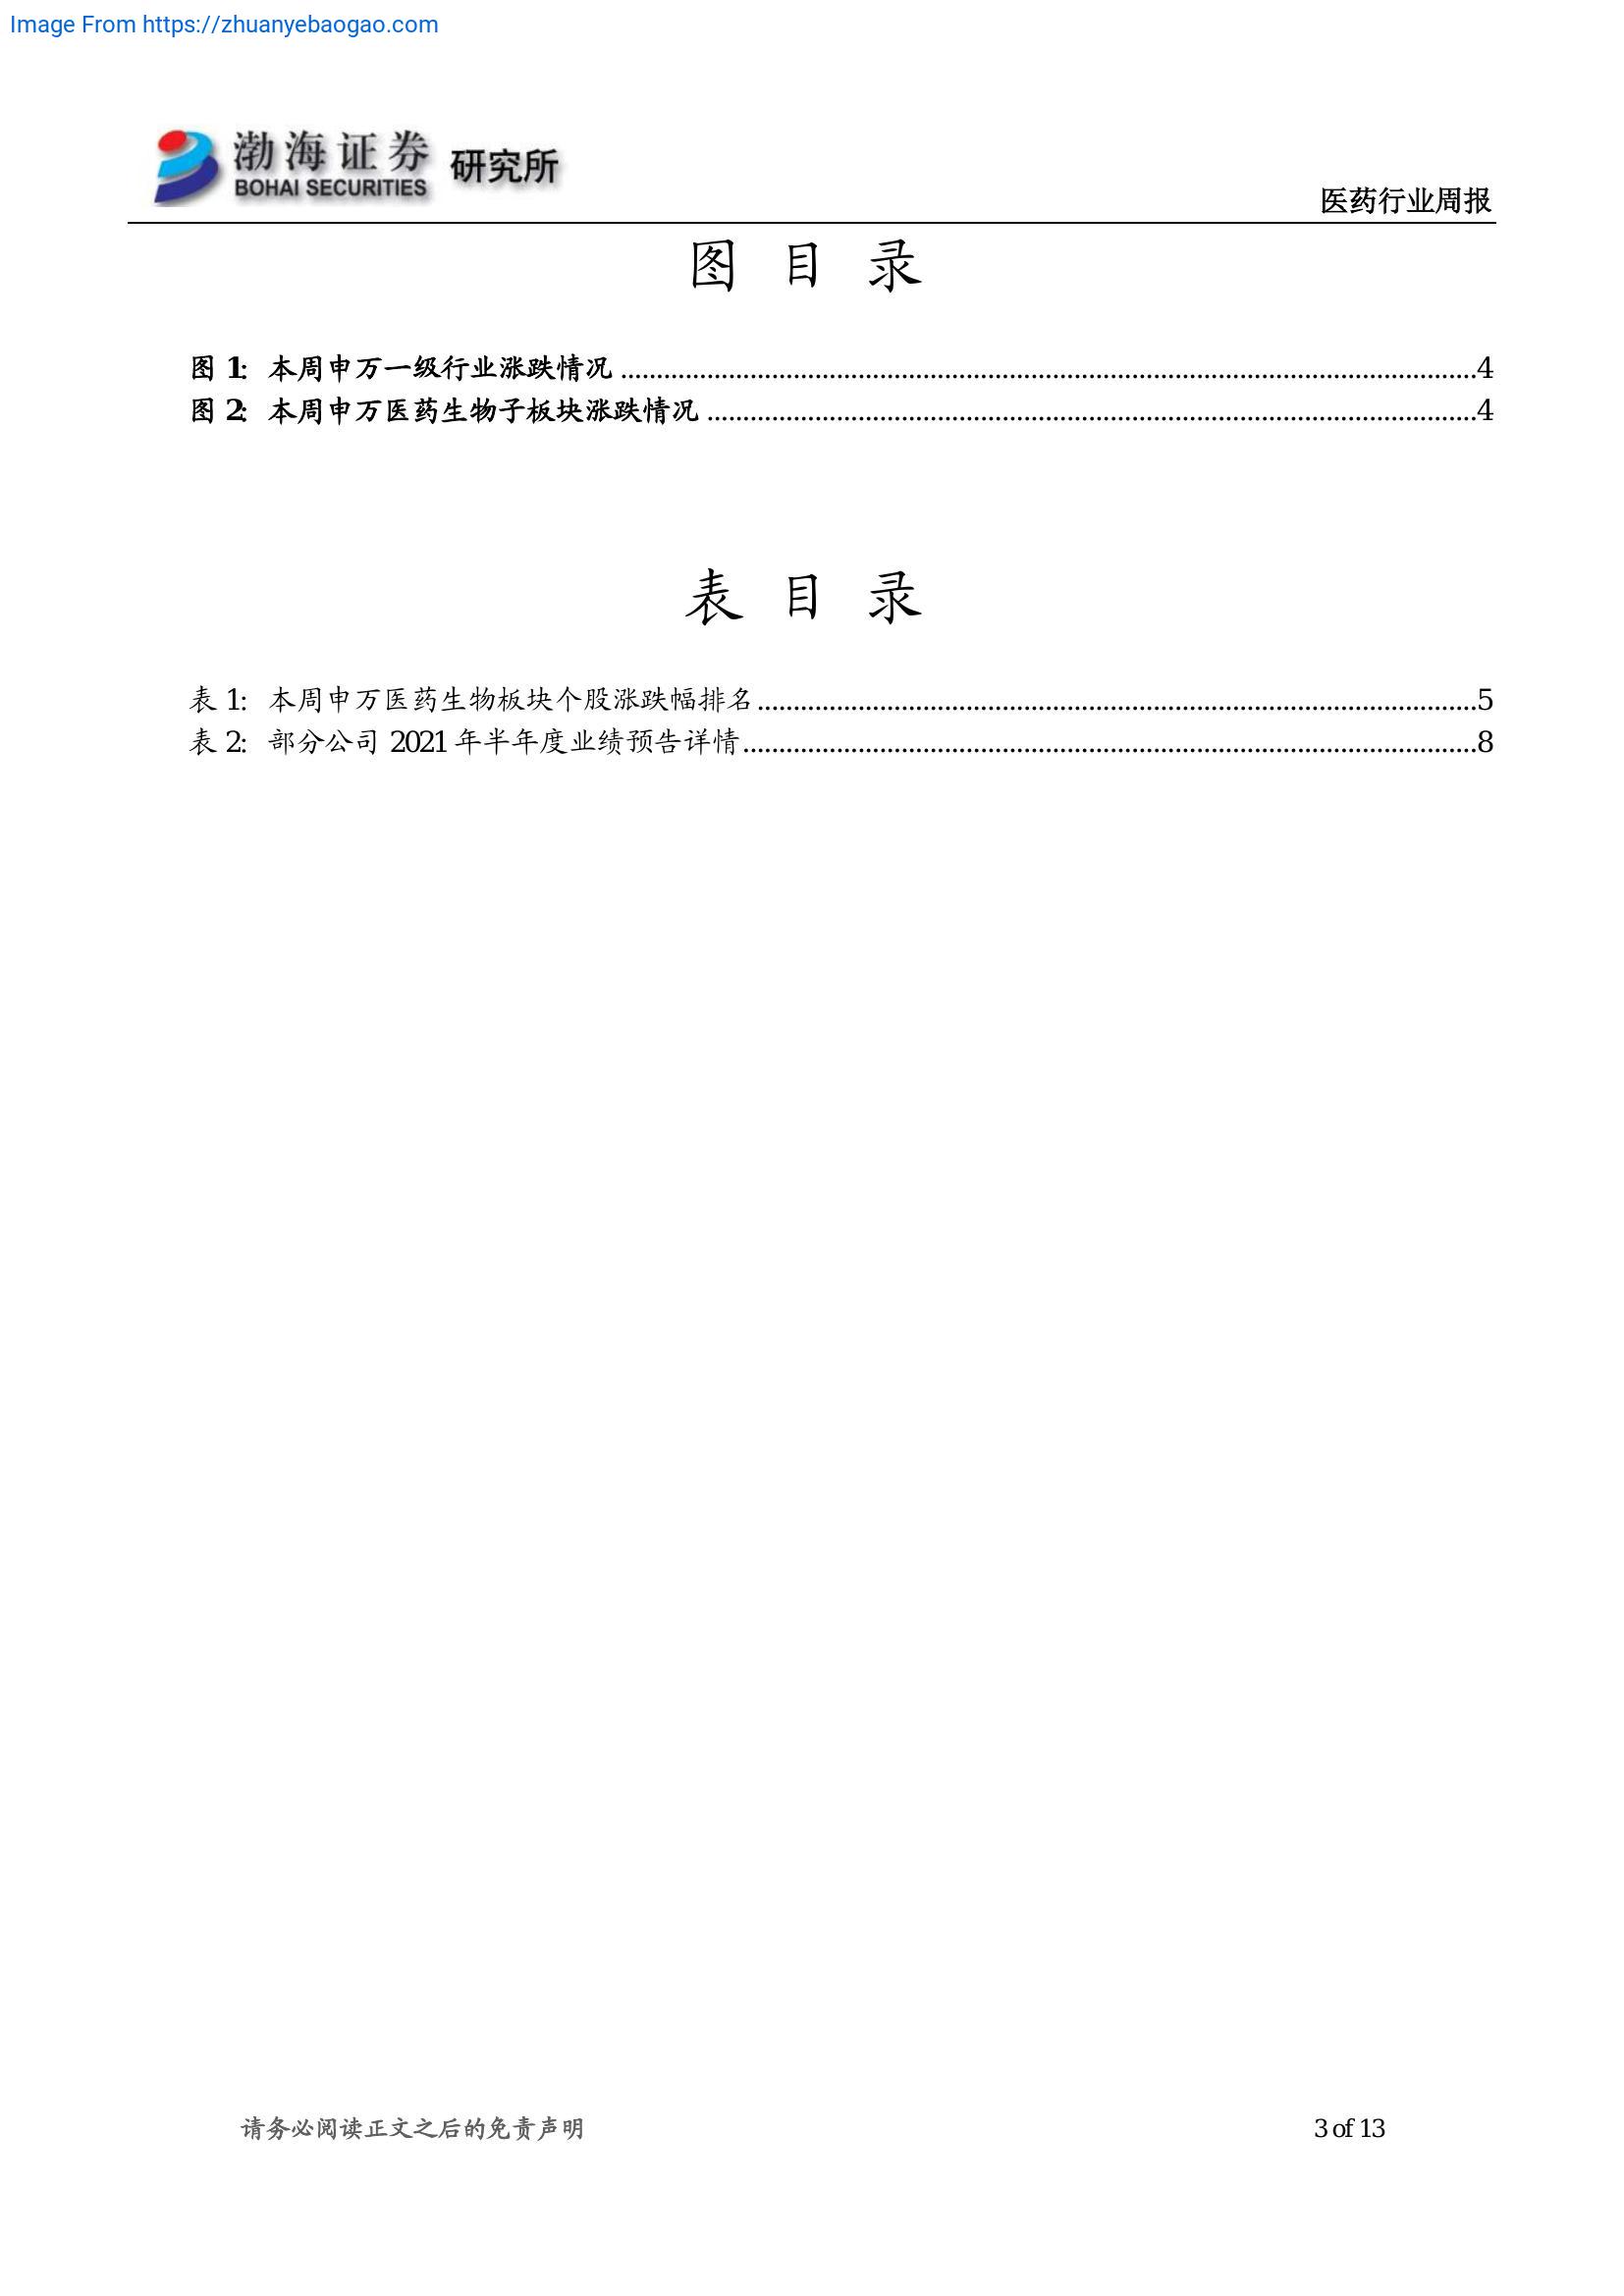 Image From https://zhuanyebaogao.com
渤海证券 研究所
BOHAI SECURITIES
医药行业周报
图 目 录
图 1: 本周申万一级行业涨跌情况 ........................................................................................................................4
图 2: 本周申万医药生物子板块涨跌情况 ............................................................................................................4
表 目 录
表 1: 本周申万医药生物板块个股涨跌幅排名.....................................................................................................5
表 2: 部分公司 2021 年半年度业绩预告详情.......................................................................................................8
请务必阅读正文之后的免责声明
3 of 13